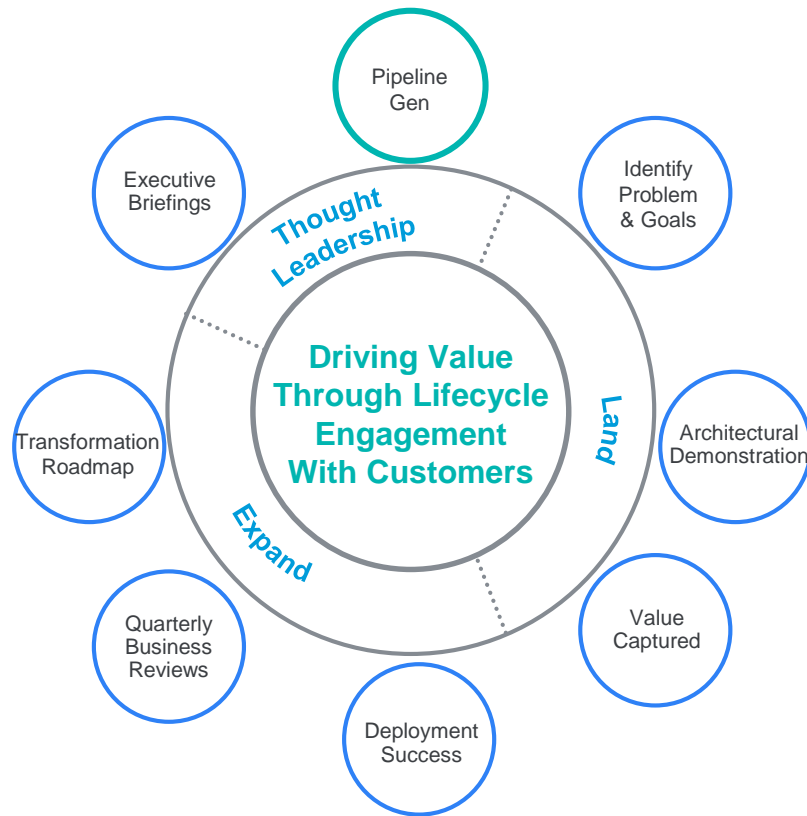 Pipeline
Gen
Executive
Briefings
Identify
Problem
& Goals
Thought
Leadership
Driving Value
Through Lifecycle
Engagement
With Customers
Land
Transformation
Roadmap
Architectural
Demonstration
Expand
Quarterly
Business
Reviews
Value
Captured
Deployment
Success